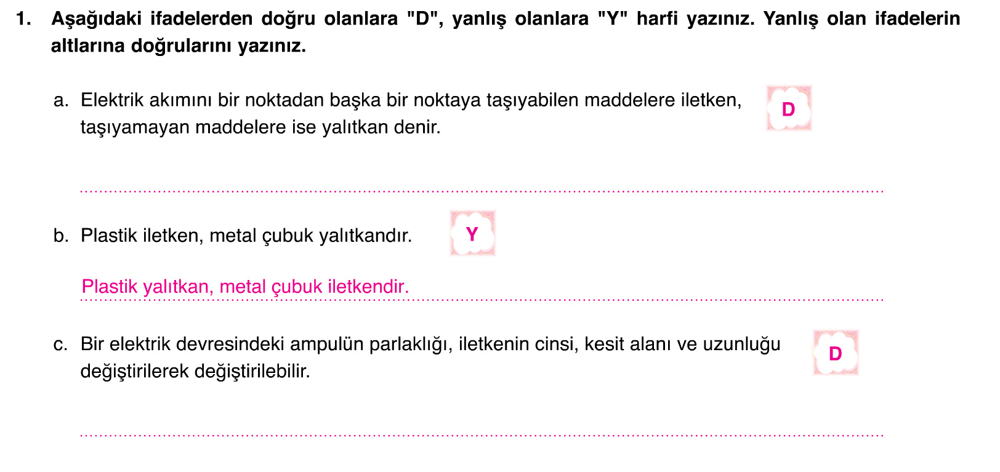 1. Aşağıdaki ifadelerden doğru olanlara "D", yanlış olanlara "Y" harfi yazınız. Yanlış olan ifadelerin
altlarına doğrularını yazınız.
a. Elektrik akımını bir noktadan başka bir noktaya taşıyabilen maddelere iletken,
taşıyamayan maddelere ise yalıtkan denir.
D
b. Plastik iletken, metal çubuk yalıtkandır.
Y
Plastik yalıtkan, metal çubuk iletkendir.
c. Bir elektrik devresindeki ampulün parlaklığı, iletkenin cinsi, kesit alanı ve uzunluğu
değiştirilerek değiştirilebilir.
D